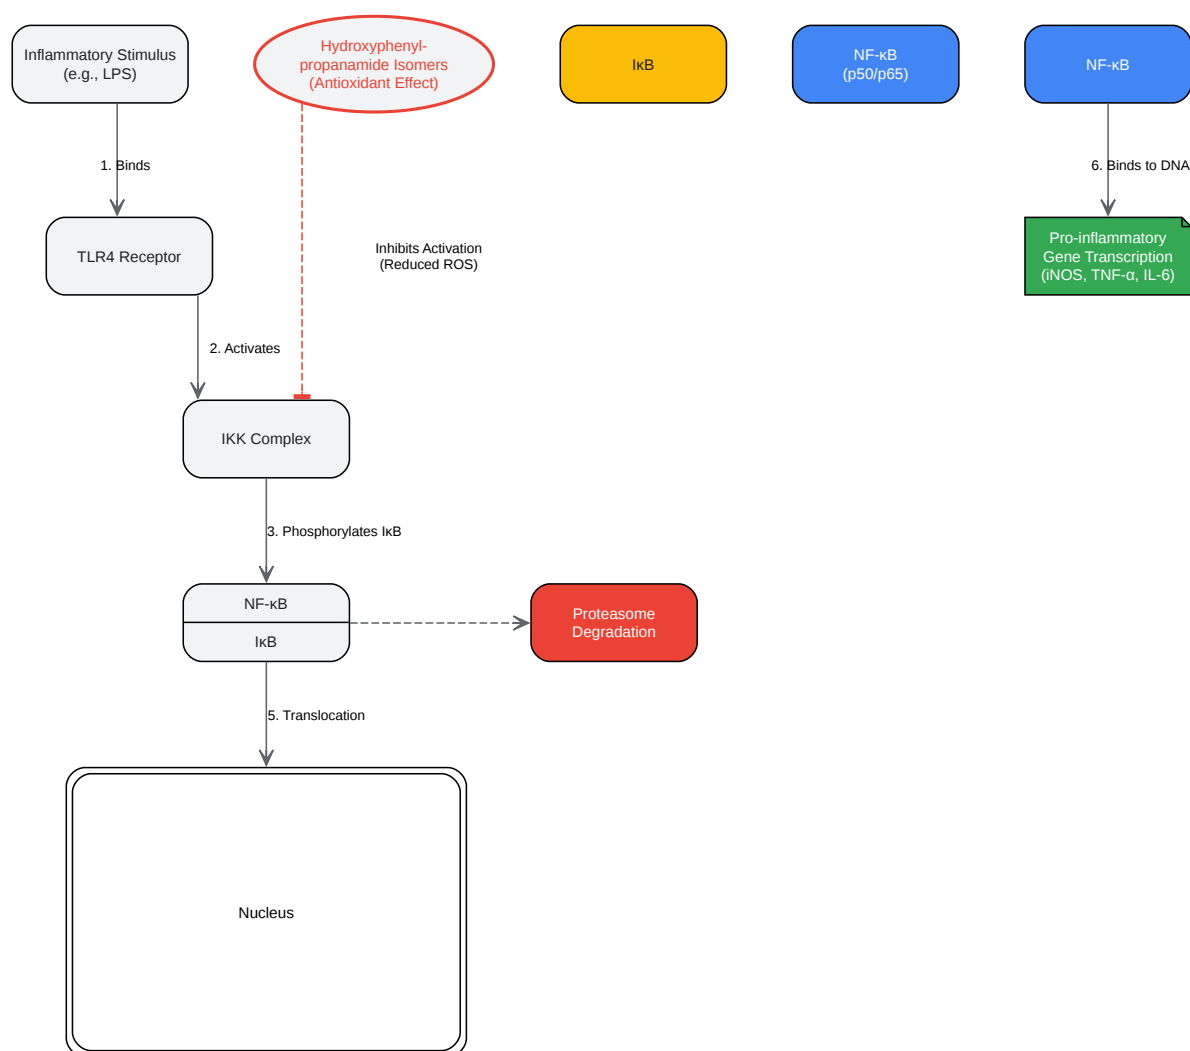 Inflammatory Stimulus
(e.g., LPS)
Hydroxyphenyl-
propanamide Isomers
(Antioxidant Effect)
IκB
NF-κB
(p50/p65)
NF-κB
1. Binds
6. Binds to DNA
TLR4 Receptor
Inhibits Activation
(Reduced ROS)
Pro-inflammatory
Gene Transcription
(iNOS, TNF-α, IL-6)
2. Activates
IKK Complex
3. Phosphorylates IκB
NF-κB
IκB
Proteasome
Degradation
5. Translocation
Nucleus